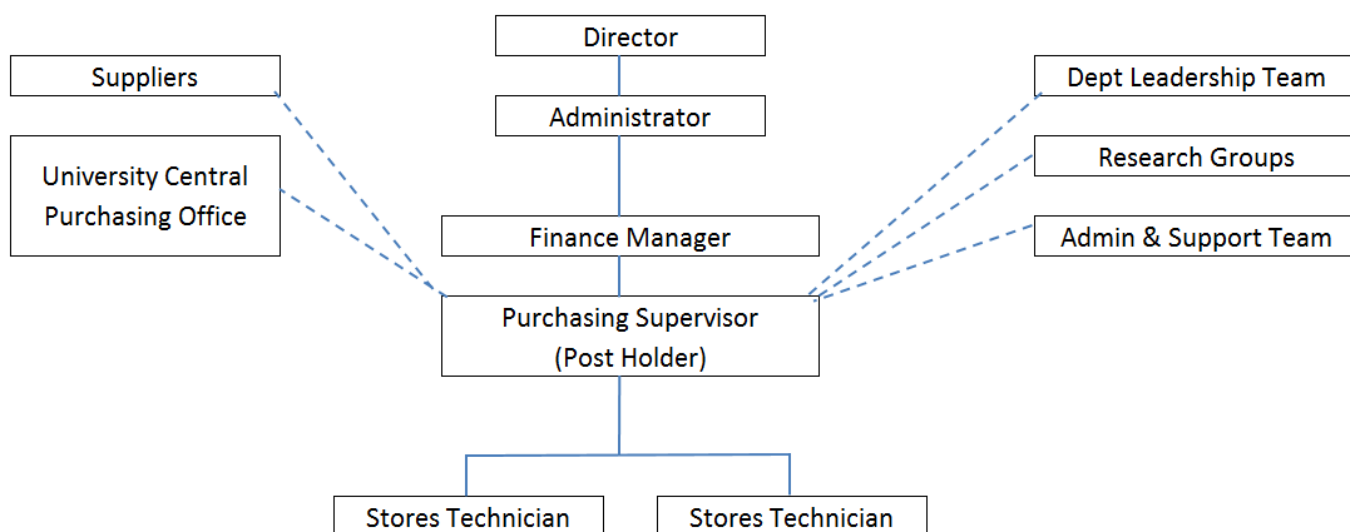 Director
Suppliers
Dept Leadership Team
Administrator
University Central
Purchasing Office
Research Groups
Finance Manager
Admin & Support Team
Purchasing Supervisor
(Post Holder)
Stores Technician
Stores Technician